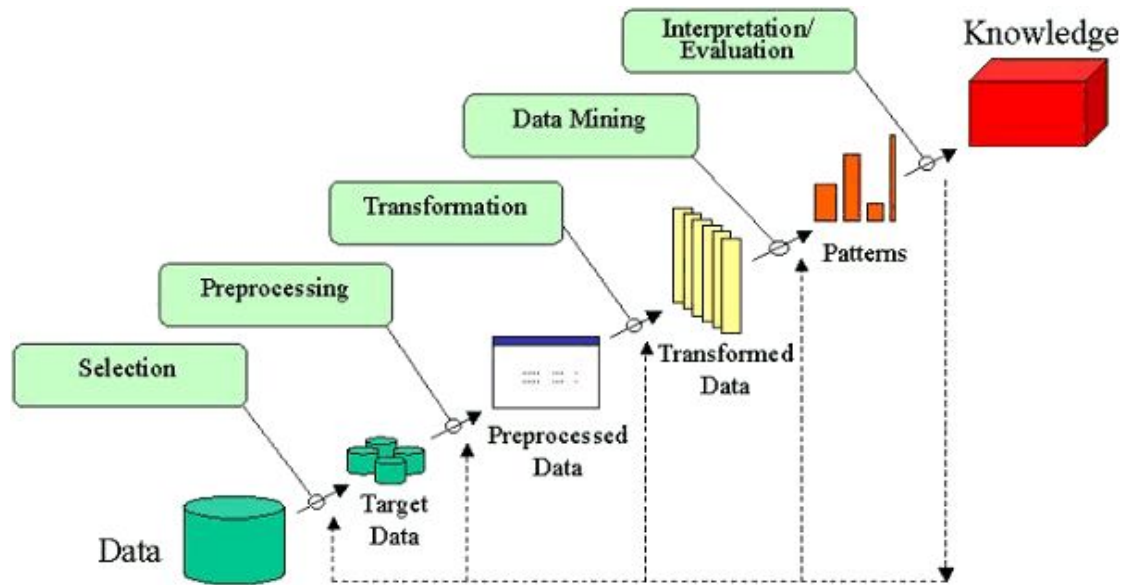 Interpretation/
Evaluation
Knowledge
Data Mining
Transformation
Patterns
Preprocessing
Transformed
Data
Selection
Preprocessed
Data
Target
Data
Data